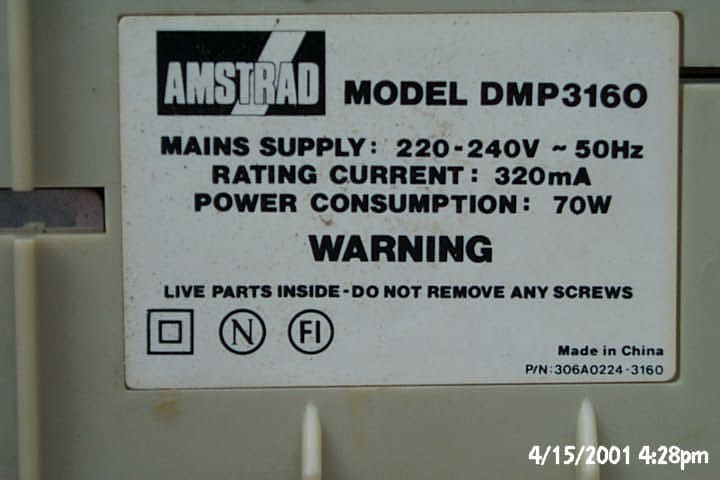 AMSTRAD MODEL DMP3160
MAINS SUPPLY: 220-240V ~ 50Hz
RATING CURRENT: 320mA
POWER CONSUMPTION: 70W
WARNING
LIVE PARTS INSIDE-DO NOT REMOVE ANY SCREWS
N FI
Made in China
P/N:306A0224-3160
4/15/2001 4:28pm